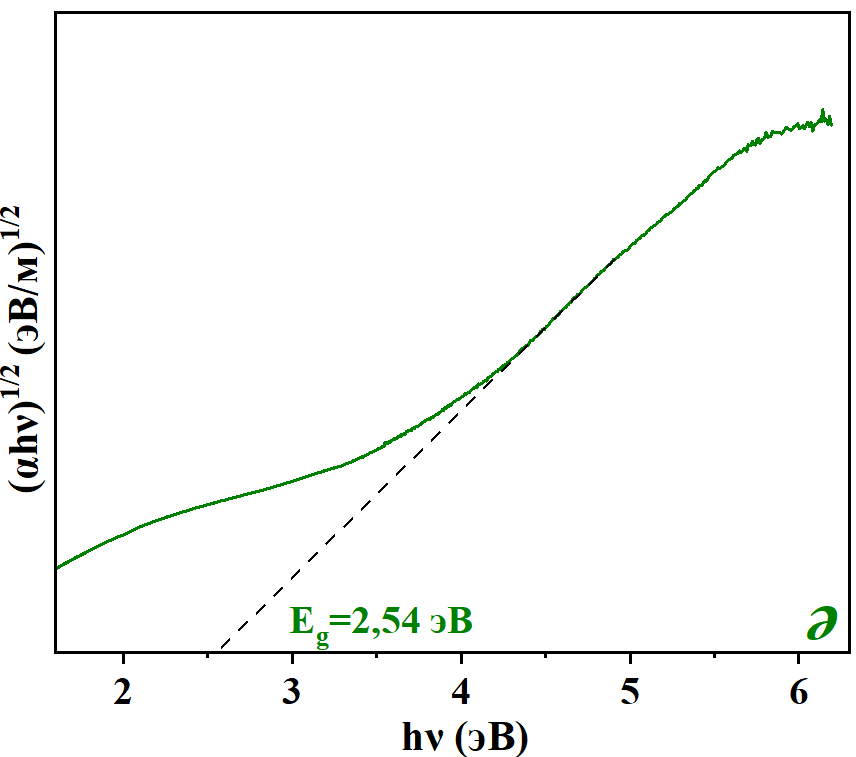 (αhν)^1/2 (эВ/м)^1/2
E_g=2,54 эВ
д
2 3 4 5 6
hν (эВ)